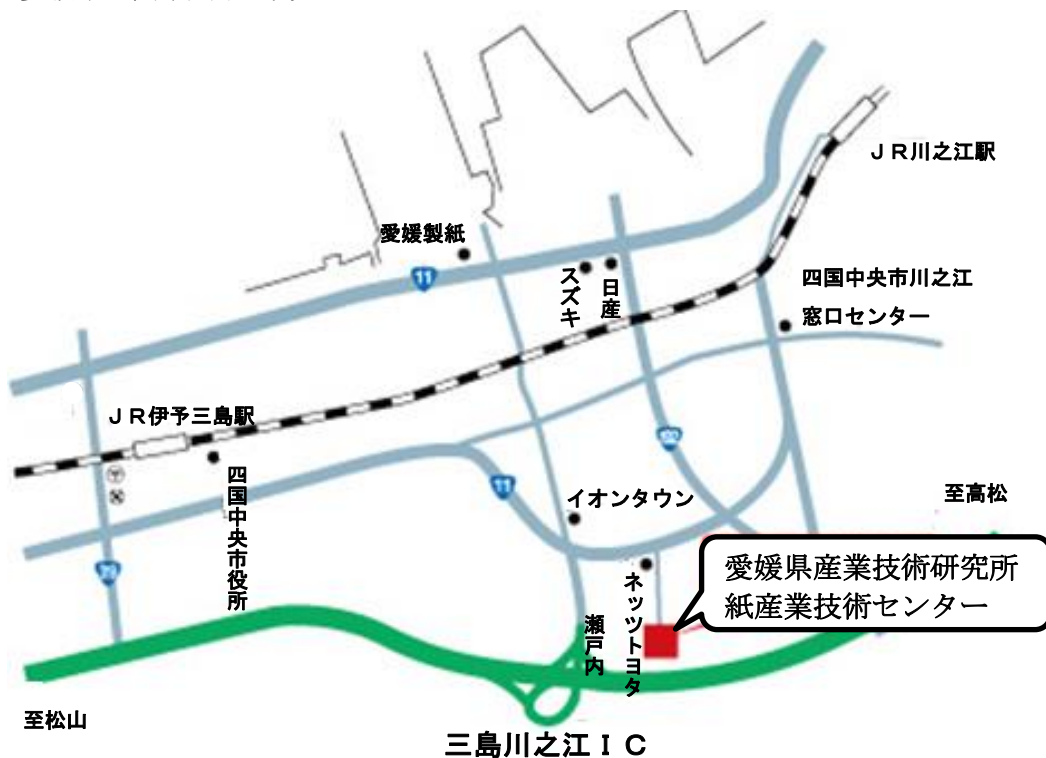 ＪＲ川之江駅
愛媛製紙
11
スズキ
日産
四国中央市川之江
窓口センター
ＪＲ伊予三島駅
四国中央市役所
11
イオンタウン
至高松
愛媛県産業技術研究所
紙産業技術センター
ネッツトヨタ
瀬戸内
至松山
三島川之江ＩＣ